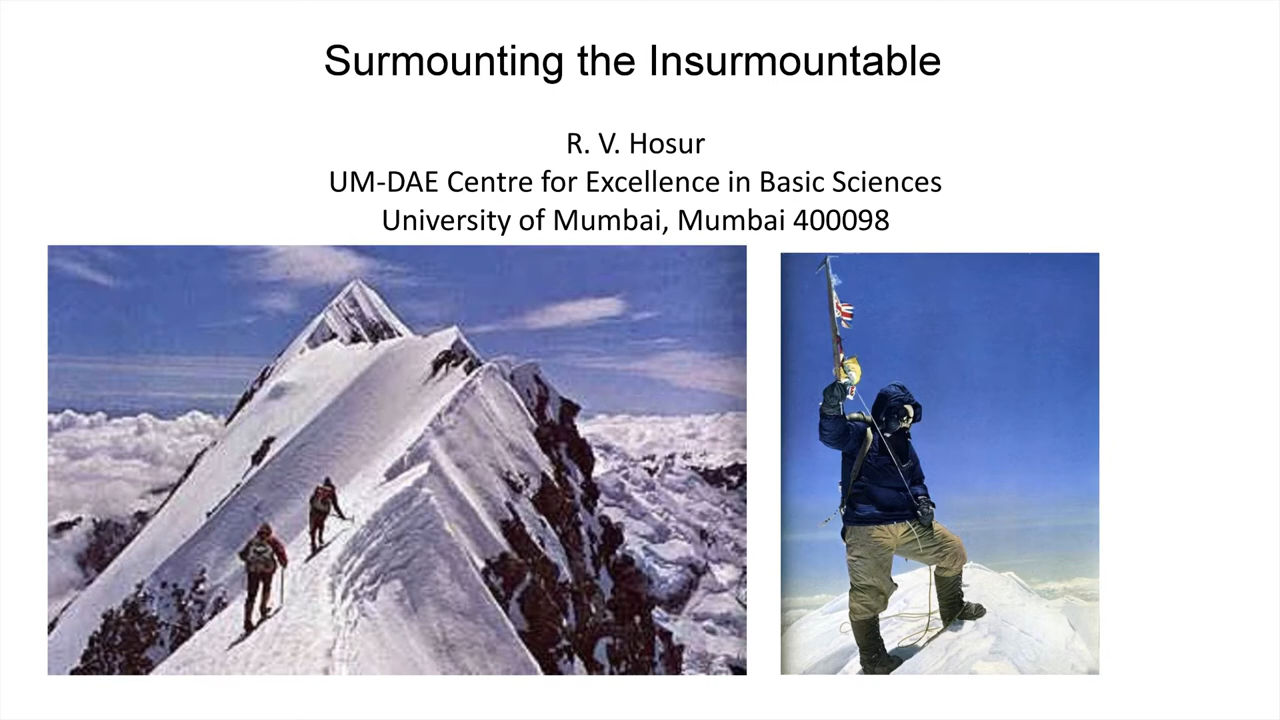 Surmounting the Insurmountable
R. V. Hosur
UM-DAE Centre for Excellence in Basic Sciences
University of Mumbai, Mumbai 400098